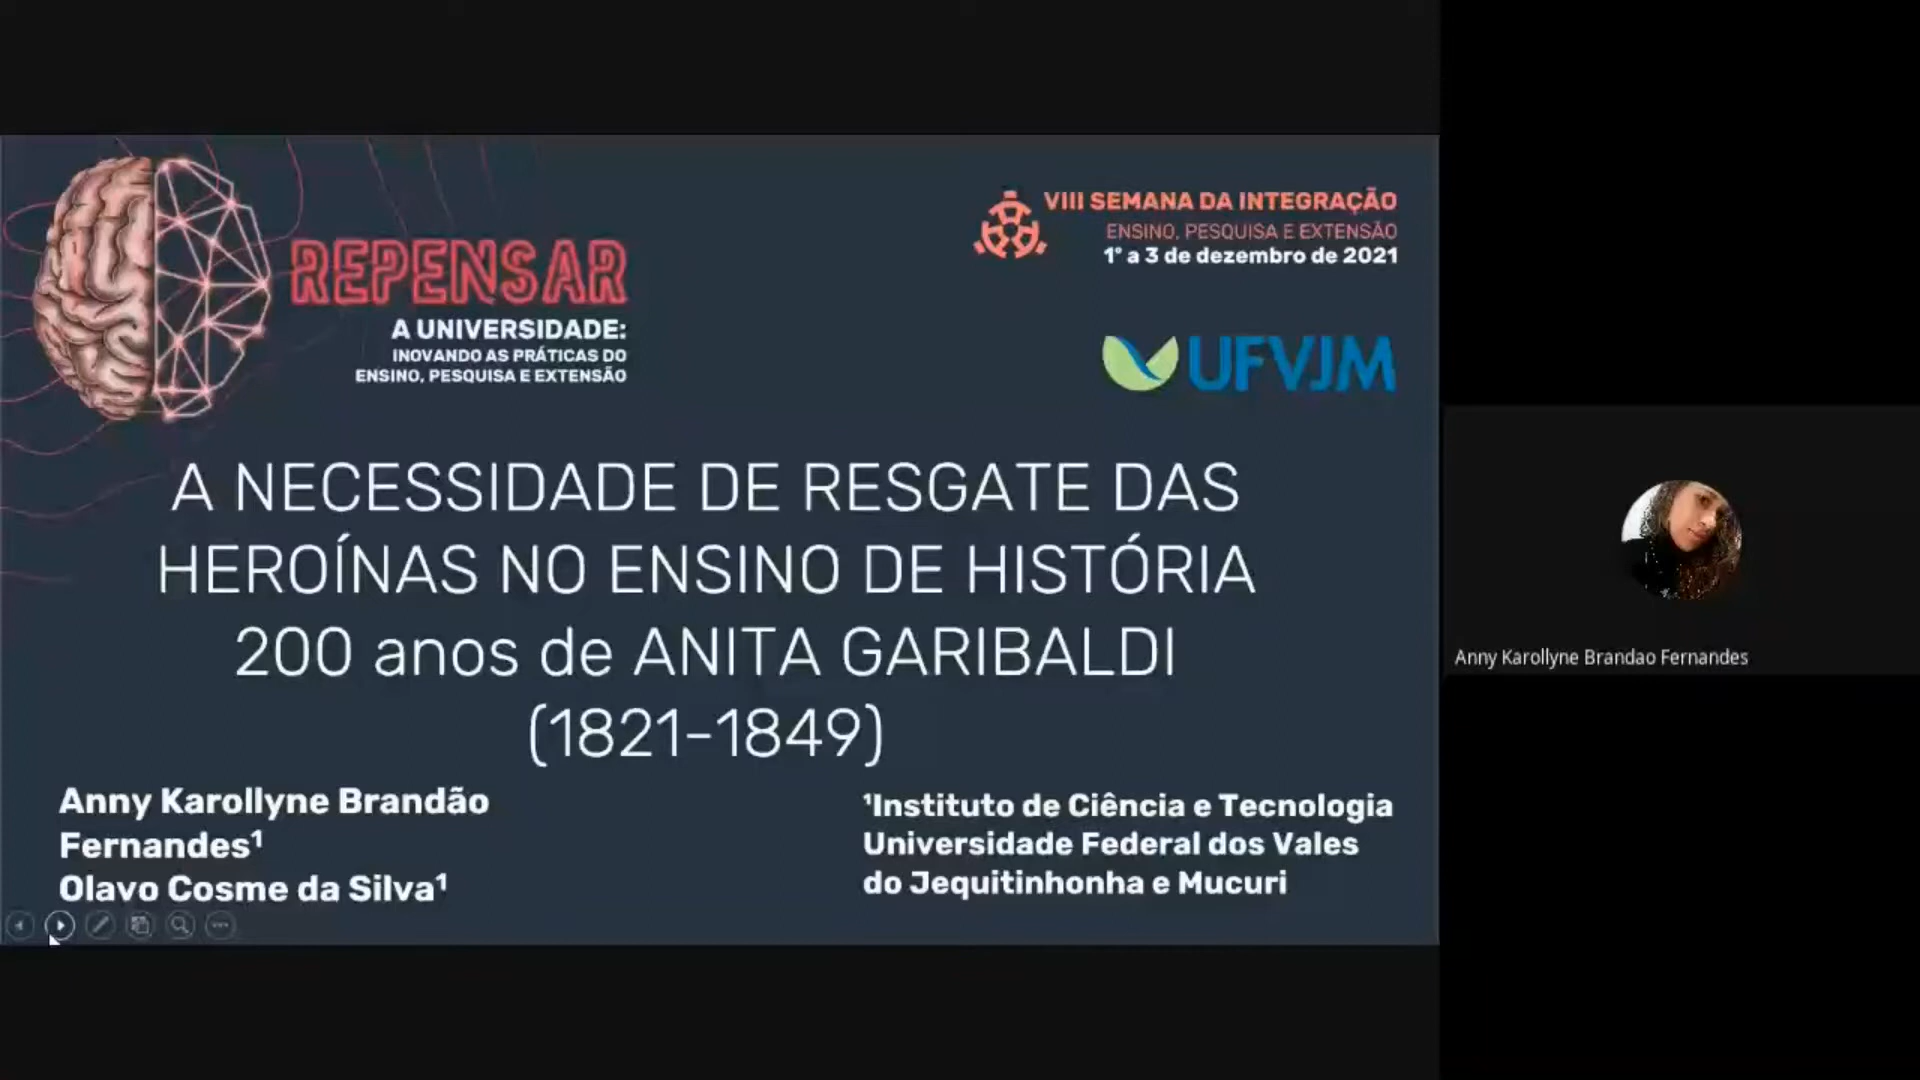 REPENSAR
A UNIVERSIDADE:
INOVANDO AS PRÁTICAS DO
ENSINO, PESQUISA E EXTENSÃO
VIII SEMANA DA INTEGRAÇÃO
ENSINO, PESQUISA E EXTENSÃO
1º a 3 de dezembro de 2021
UFVJM
A NECESSIDADE DE RESGATE DAS
HEROÍNAS NO ENSINO DE HISTÓRIA
200 anos de ANITA GARIBALDI
(1821-1849)
Anny Karollyne Brandão
Fernandes¹
Olavo Cosme da Silva¹
¹Instituto de Ciência e Tecnologia
Universidade Federal dos Vales
do Jequitinhonha e Mucuri
Anny Karollyne Brandao Fernandes